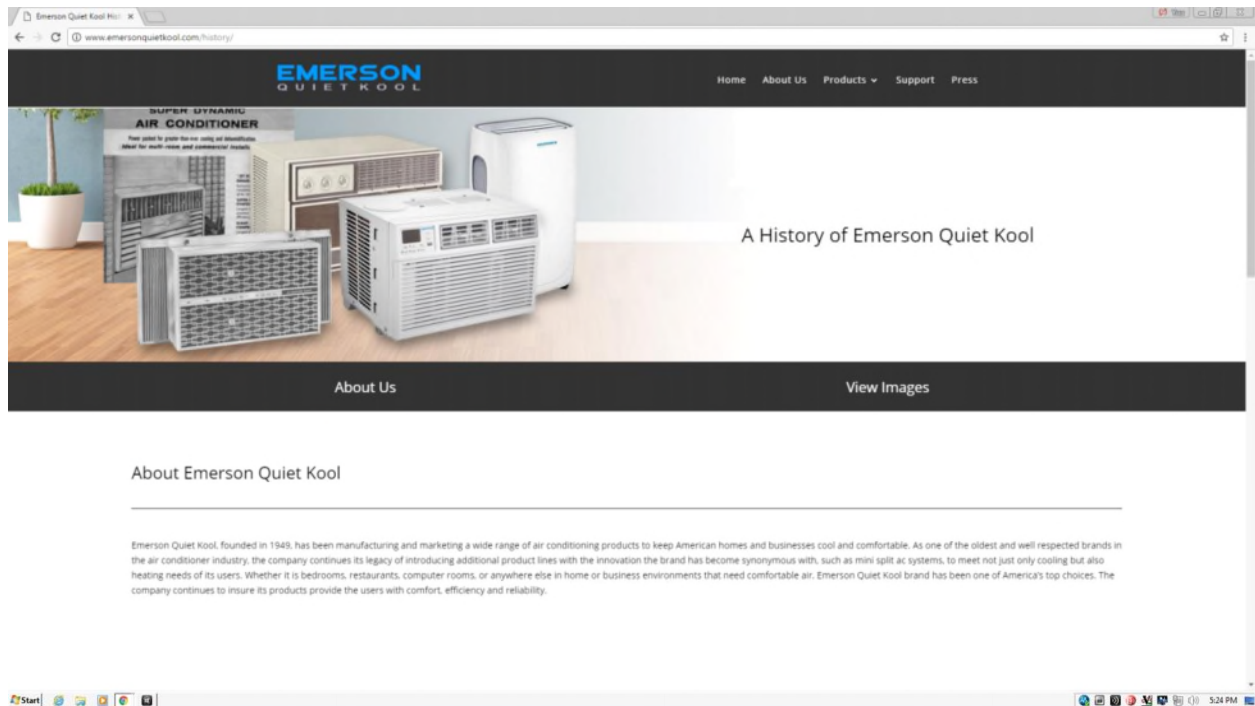 Emerson Quiet Kool His
www.emersonquietkool.com/history/
EMERSON
QUIET KOOL
Home About Us Products Support Press
SUPER DYNAMIC
AIR CONDITIONER
Ideal for multi-room and commercial
A History of Emerson Quiet Kool
About Us View Images
About Emerson Quiet Kool
Emerson Quiet Kool, founded in 1949, has been manufacturing and marketing a wide range of air conditioning products to keep American homes and businesses cool and comfortable. As one of the oldest and well respected brands in
the air conditioner industry, the company continues its legacy of introducing additional product lines with the innovation the brand has become synonymous with, such as mini split ac systems, to meet not just only cooling but also
heating needs of its users. Whether it is bedrooms, restaurants, computer rooms, or anywhere else in home or business environments that need comfortable air, Emerson Quiet Kool brand has been one of America's top choices. The
company continues to insure its products provide the users with comfort, efficiency and reliability.
Start 5:24 PM